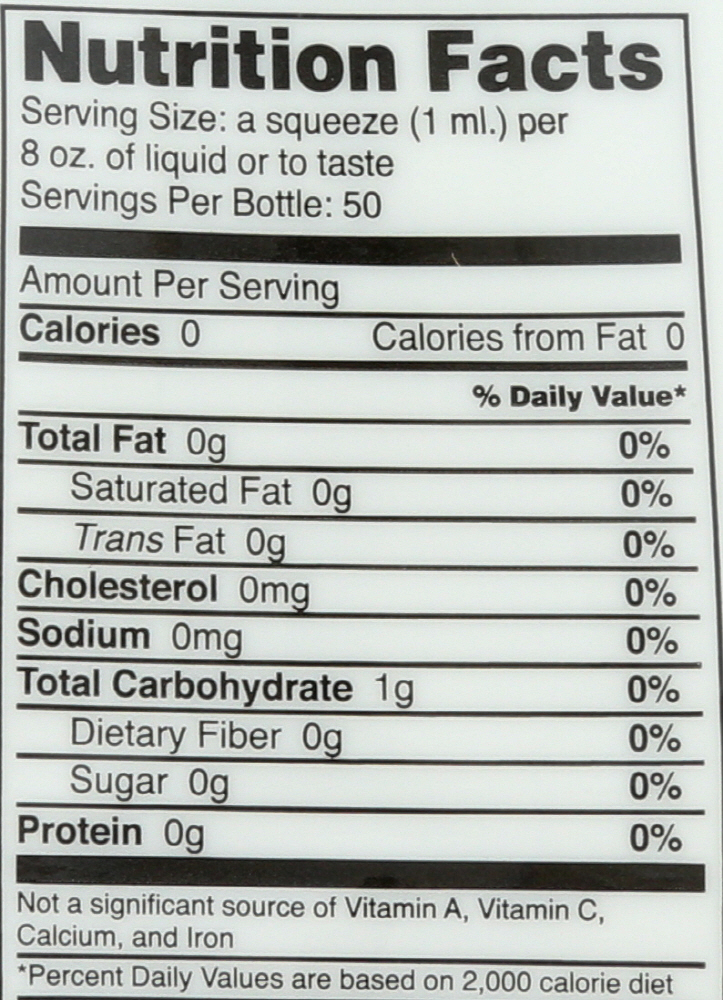 Nutrition Facts
Serving Size: a squeeze (1 ml.) per
8 oz. of liquid or to taste
Servings Per Bottle: 50
Amount Per Serving
Calories 0 Calories from Fat 0
% Daily Value*
Total Fat 0g 0%
Saturated Fat 0g 0%
Trans Fat 0g 0%
Cholesterol 0mg 0%
Sodium 0mg 0%
Total Carbohydrate 1g 0%
Dietary Fiber 0g 0%
Sugar 0g 0%
Protein 0g 0%
Not a significant source of Vitamin A, Vitamin C,
Calcium, and Iron
*Percent Daily Values are based on 2,000 calorie diet